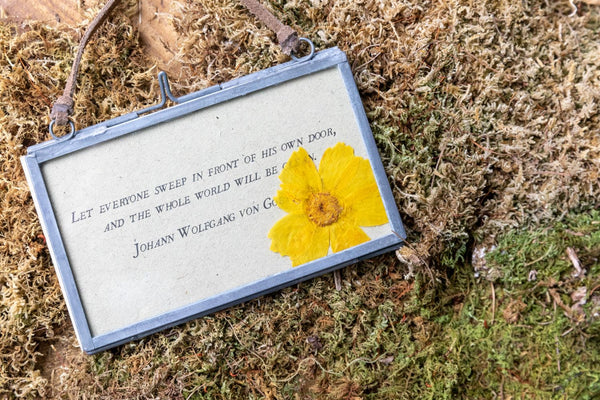 Let everyone sweep in front of his own door,
and the whole world will be
Johann Wolfgang von